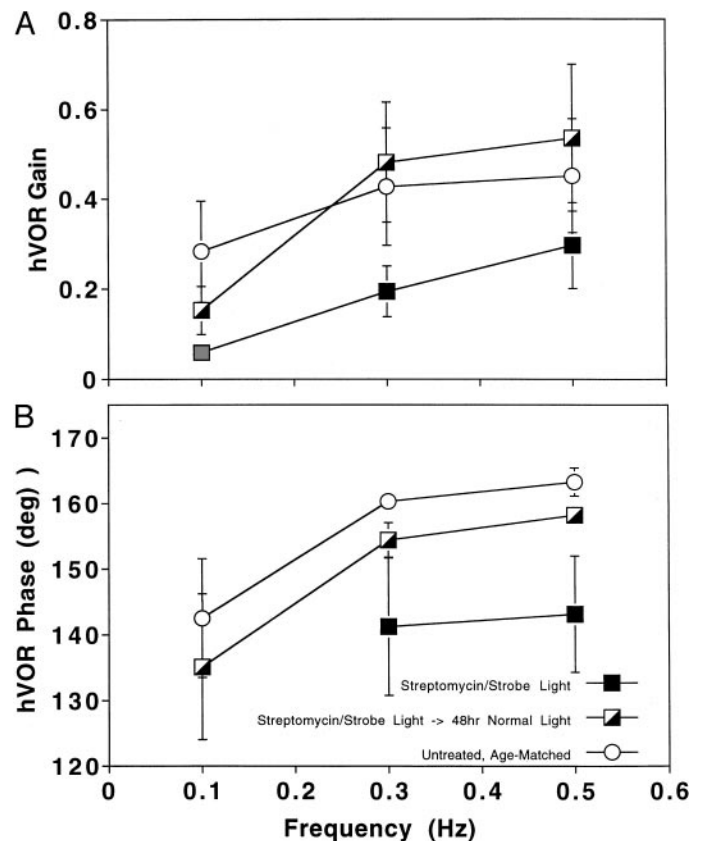 A
0.8
0.6
0.4
0.2
0
hVOR Gain
B
170
160
150
140
130
120
hVOR Phase (deg) )
Streptomycin/Strobe Light
Streptomycin/Strobe Light -> 48hr Normal Light
Untreated, Age-Matched
0 0.1 0.2 0.3 0.4 0.5 0.6
Frequency (Hz)